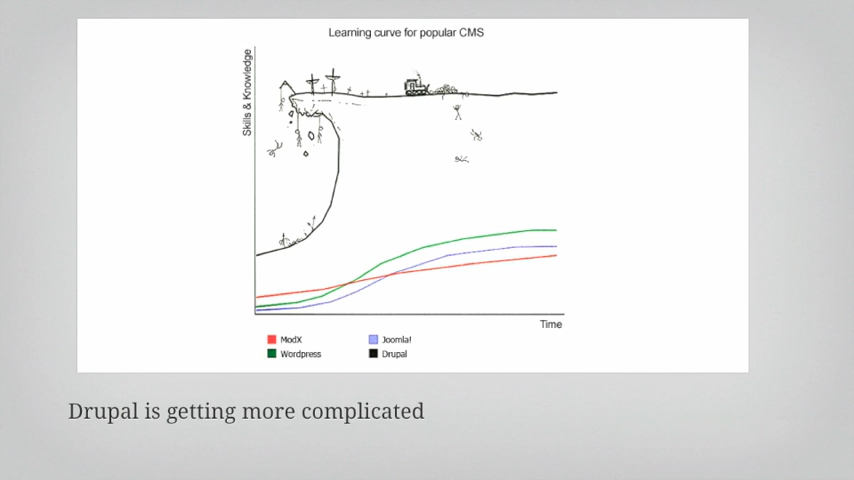 Learning curve for popular CMS
Skills & Knowledge
Time
ModX
Joomla!
Wordpress
Drupal
Drupal is getting more complicated